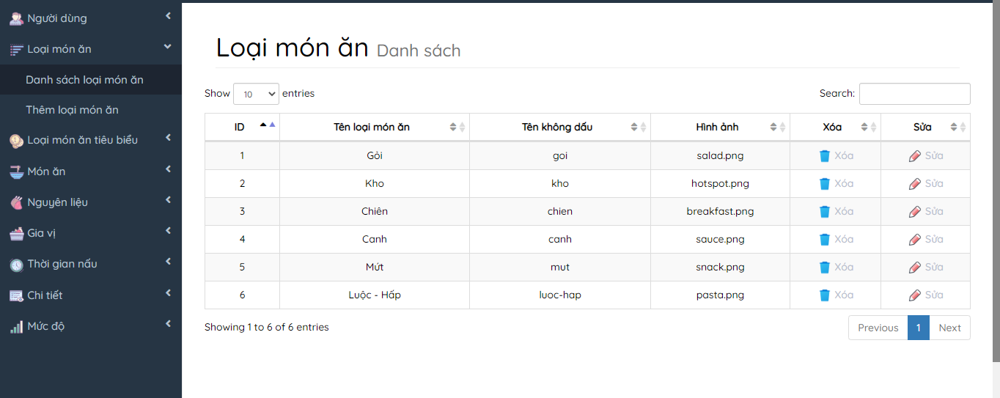 Người dùng
Loại món ăn
Danh sách loại món ăn
Thêm loại món ăn
Loại món ăn tiêu biểu
Món ăn
Nguyên liệu
Gia vị
Thời gian nấu
Chi tiết
Mức độ
Loại món ăn Danh sách
Show 10 entries Search:
ID Tên loại món ăn Tên không dấu Hình ảnh Xóa Sửa
1 Gỏi goi salad.png Xóa Sửa
2 Kho kho hotspot.png Xóa Sửa
3 Chiên chien breakfast.png Xóa Sửa
4 Canh canh sauce.png Xóa Sửa
5 Mứt mut snack.png Xóa Sửa
6 Luộc - Hấp luoc-hap pasta.png Xóa Sửa
Showing 1 to 6 of 6 entries Previous 1 Next